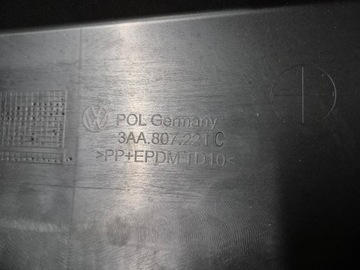 POL Germany
3AA.807.221 C
>PP+EPDM TD10<